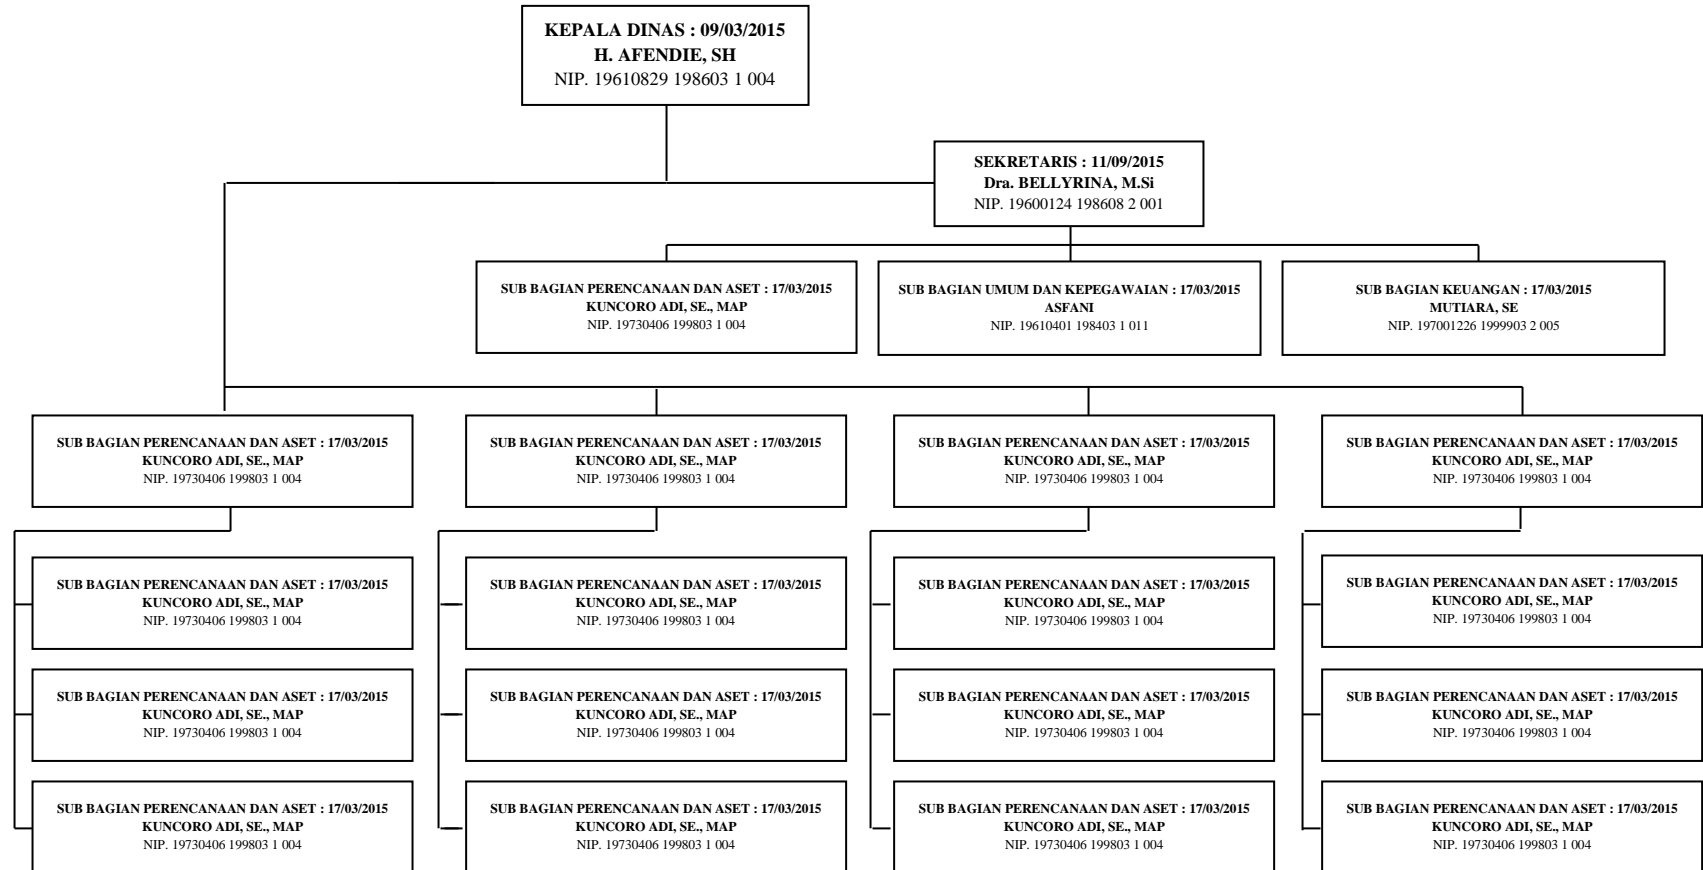 KEPALA DINAS : 09/03/2015
H. AFENDIE, SH
NIP. 19610829 198603 1 004
SEKRETARIS : 11/09/2015
Dra. BELLYRINA, M.Si
NIP. 19600124 198608 2 001
SUB BAGIAN PERENCANAAN DAN ASET : 17/03/2015
KUNCORO ADI, SE., MAP
NIP. 19730406 199803 1 004
SUB BAGIAN UMUM DAN KEPEGAWAIAN : 17/03/2015
ASFANI
NIP. 19610401 198403 1 011
SUB BAGIAN KEUANGAN : 17/03/2015
MUTIARA, SE
NIP. 197001226 1999903 2 005
SUB BAGIAN PERENCANAAN DAN ASET : 17/03/2015
KUNCORO ADI, SE., MAP
NIP. 19730406 199803 1 004
SUB BAGIAN PERENCANAAN DAN ASET : 17/03/2015
KUNCORO ADI, SE., MAP
NIP. 19730406 199803 1 004
SUB BAGIAN PERENCANAAN DAN ASET : 17/03/2015
KUNCORO ADI, SE., MAP
NIP. 19730406 199803 1 004
SUB BAGIAN PERENCANAAN DAN ASET : 17/03/2015
KUNCORO ADI, SE., MAP
NIP. 19730406 199803 1 004
SUB BAGIAN PERENCANAAN DAN ASET : 17/03/2015
KUNCORO ADI, SE., MAP
NIP. 19730406 199803 1 004
SUB BAGIAN PERENCANAAN DAN ASET : 17/03/2015
KUNCORO ADI, SE., MAP
NIP. 19730406 199803 1 004
SUB BAGIAN PERENCANAAN DAN ASET : 17/03/2015
KUNCORO ADI, SE., MAP
NIP. 19730406 199803 1 004
SUB BAGIAN PERENCANAAN DAN ASET : 17/03/2015
KUNCORO ADI, SE., MAP
NIP. 19730406 199803 1 004
SUB BAGIAN PERENCANAAN DAN ASET : 17/03/2015
KUNCORO ADI, SE., MAP
NIP. 19730406 199803 1 004
SUB BAGIAN PERENCANAAN DAN ASET : 17/03/2015
KUNCORO ADI, SE., MAP
NIP. 19730406 199803 1 004
SUB BAGIAN PERENCANAAN DAN ASET : 17/03/2015
KUNCORO ADI, SE., MAP
NIP. 19730406 199803 1 004
SUB BAGIAN PERENCANAAN DAN ASET : 17/03/2015
KUNCORO ADI, SE., MAP
NIP. 19730406 199803 1 004
SUB BAGIAN PERENCANAAN DAN ASET : 17/03/2015
KUNCORO ADI, SE., MAP
NIP. 19730406 199803 1 004
SUB BAGIAN PERENCANAAN DAN ASET : 17/03/2015
KUNCORO ADI, SE., MAP
NIP. 19730406 199803 1 004
SUB BAGIAN PERENCANAAN DAN ASET : 17/03/2015
KUNCORO ADI, SE., MAP
NIP. 19730406 199803 1 004
SUB BAGIAN PERENCANAAN DAN ASET : 17/03/2015
KUNCORO ADI, SE., MAP
NIP. 19730406 199803 1 004